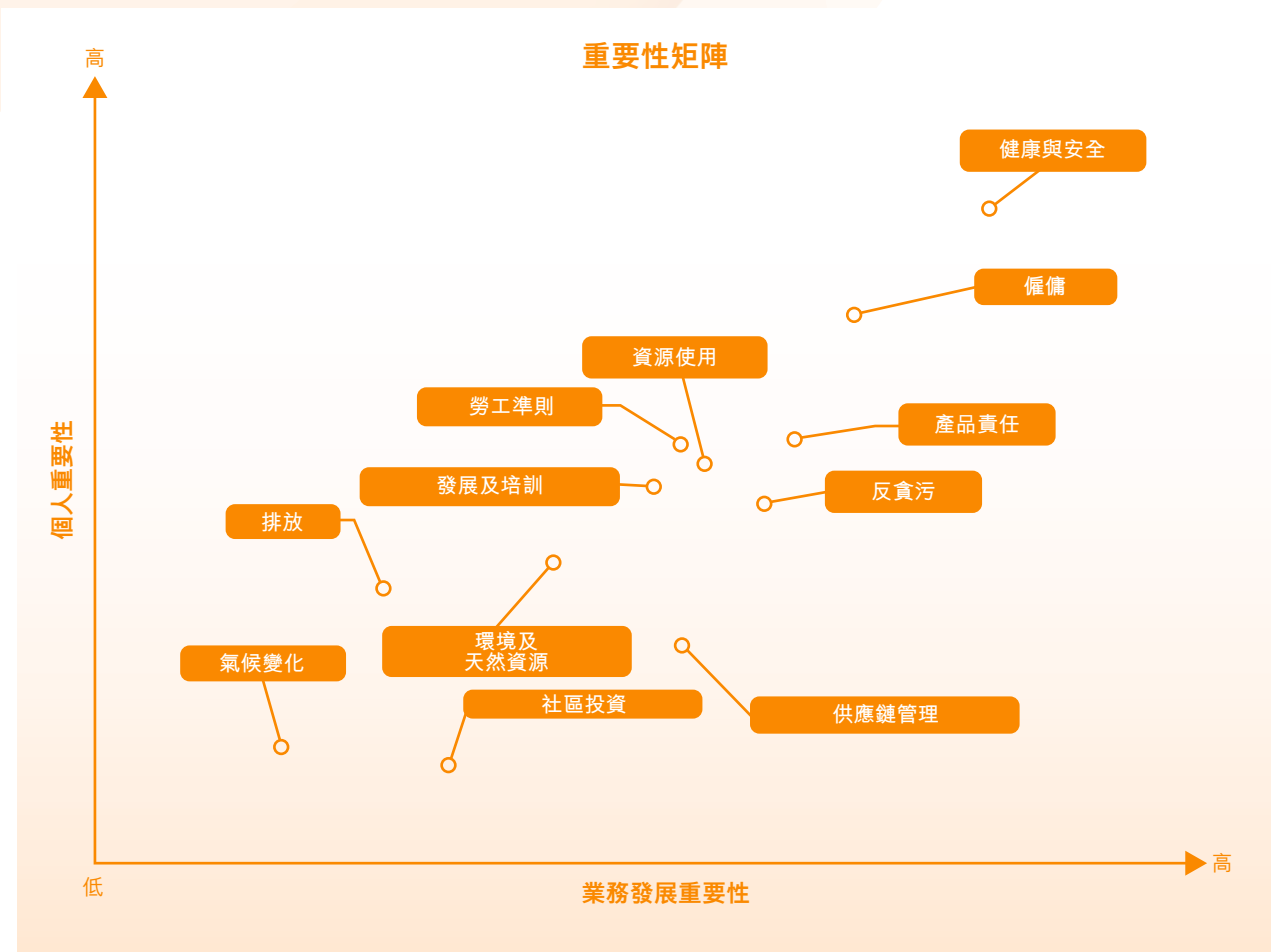 重要性矩陣
高
健康與安全
僱傭
資源使用
勞工準則
產品責任
個人重要性
發展及培訓
反貪污
排放
環境及
天然資源
氣候變化
社區投資
供應鏈管理
高
低
業務發展重要性